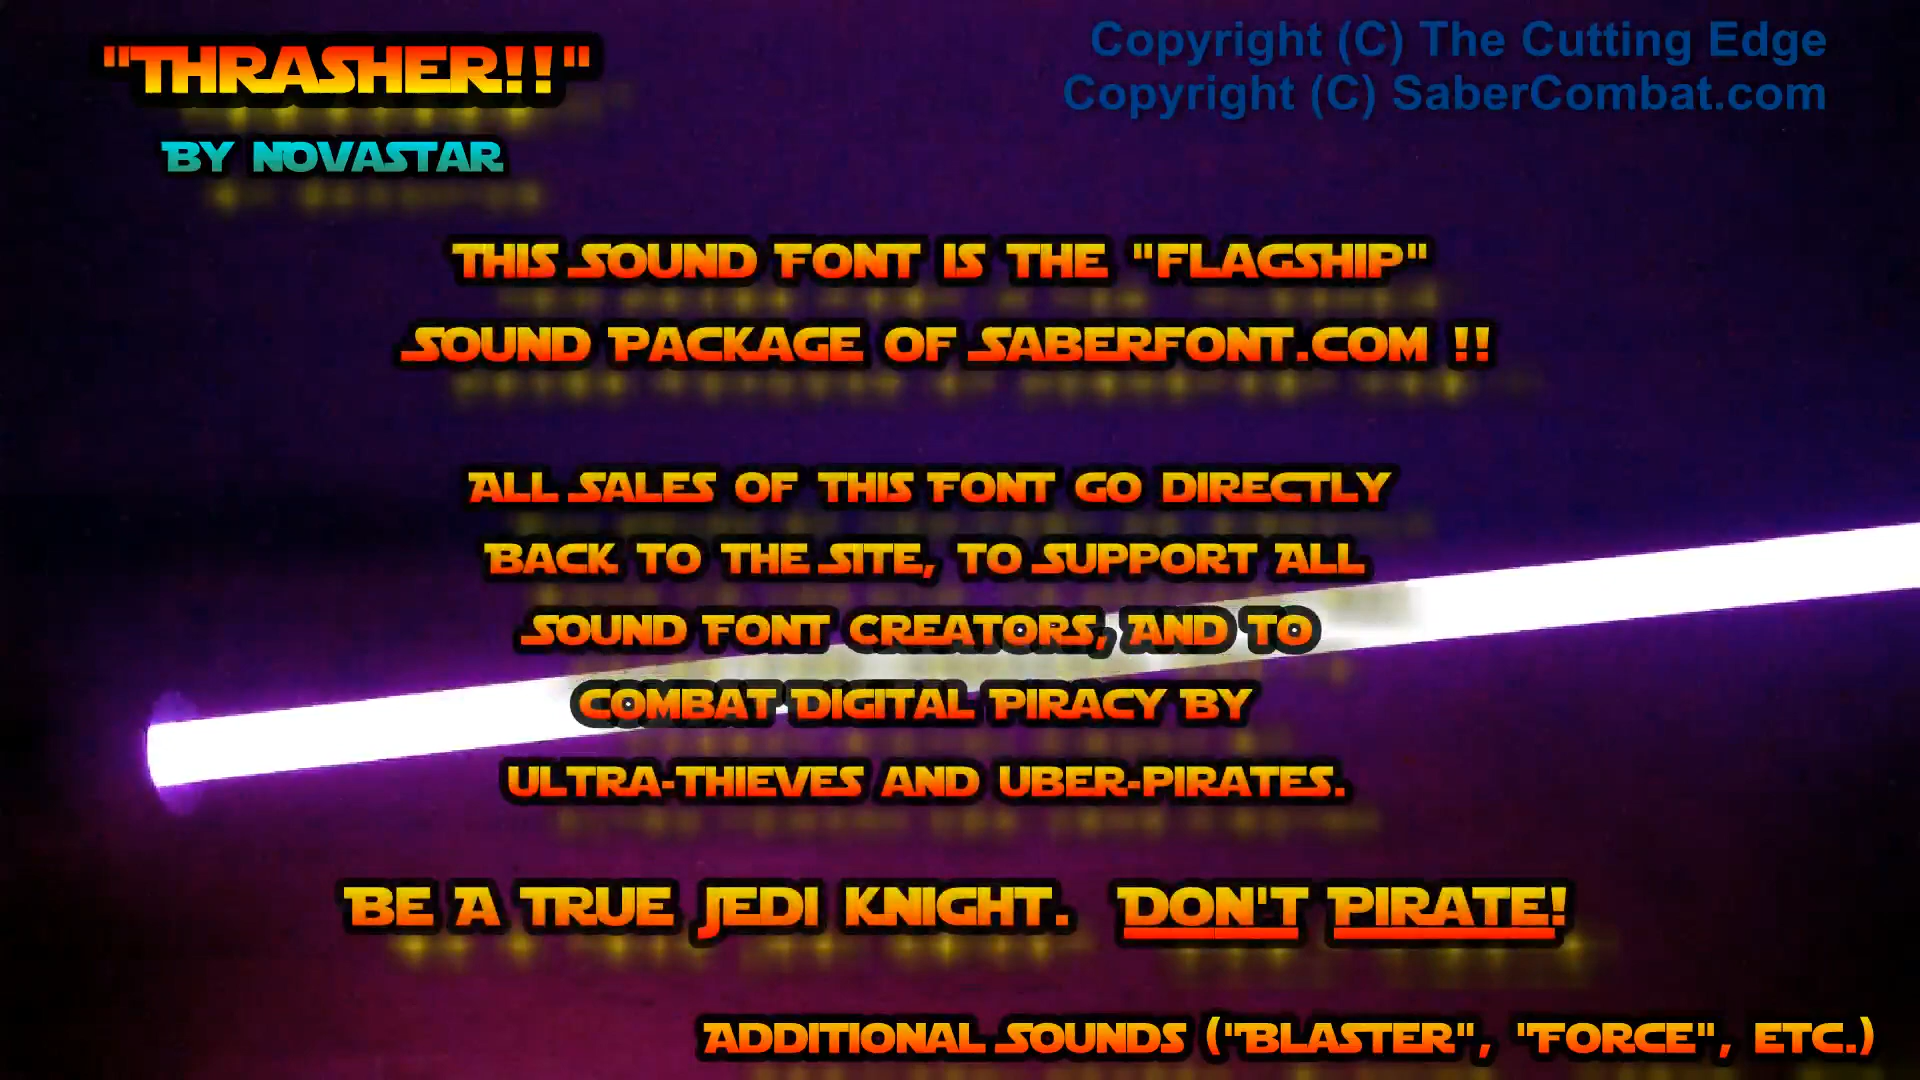 "THRASHER!!"
BY NOVASTAR
Copyright (C) The Cutting Edge
Copyright (C) SaberCombat.com
THIS SOUND FONT IS THE "FLAGSHIP"
SOUND PACKAGE OF SABERFONT.COM !!
ALL SALES OF THIS FONT GO DIRECTLY
BACK TO THE SITE, TO SUPPORT ALL
SOUND FONT CREATORS, AND TO
COMBAT DIGITAL PIRACY BY
ULTRA-THIEVES AND UBER-PIRATES.
BE A TRUE JEDI KNIGHT. DON'T PIRATE!
ADDITIONAL SOUNDS ("BLASTER", "FORCE", ETC.)